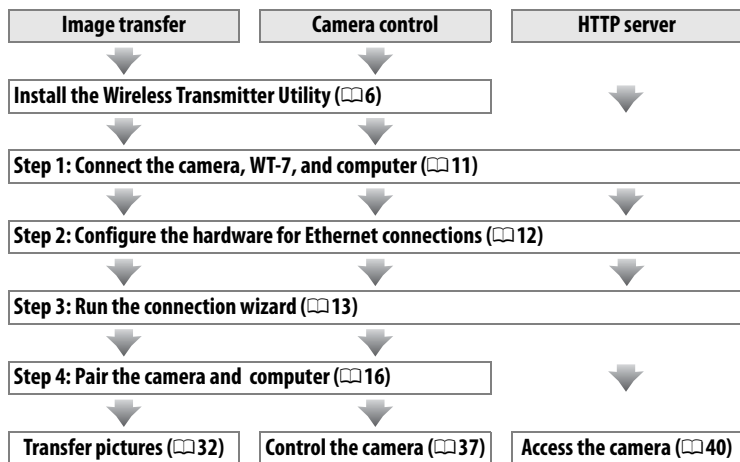 Image transfer
Camera control
HTTP server
Install the Wireless Transmitter Utility (📖6)
Step 1: Connect the camera, WT-7, and computer (📖11)
Step 2: Configure the hardware for Ethernet connections (📖12)
Step 3: Run the connection wizard (📖13)
Step 4: Pair the camera and computer (📖16)
Transfer pictures (📖32)
Control the camera (📖37)
Access the camera (📖40)